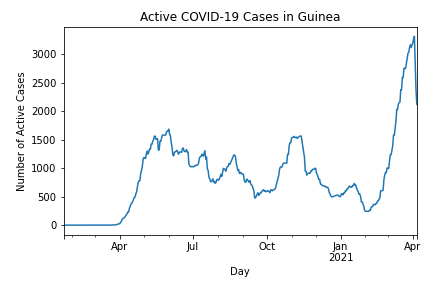 Active COVID-19 Cases in Guinea
Number of Active Cases
3000
2500
2000
1500
1000
500
0
Apr
Jul
Oct
Jan
2021
Apr
Day